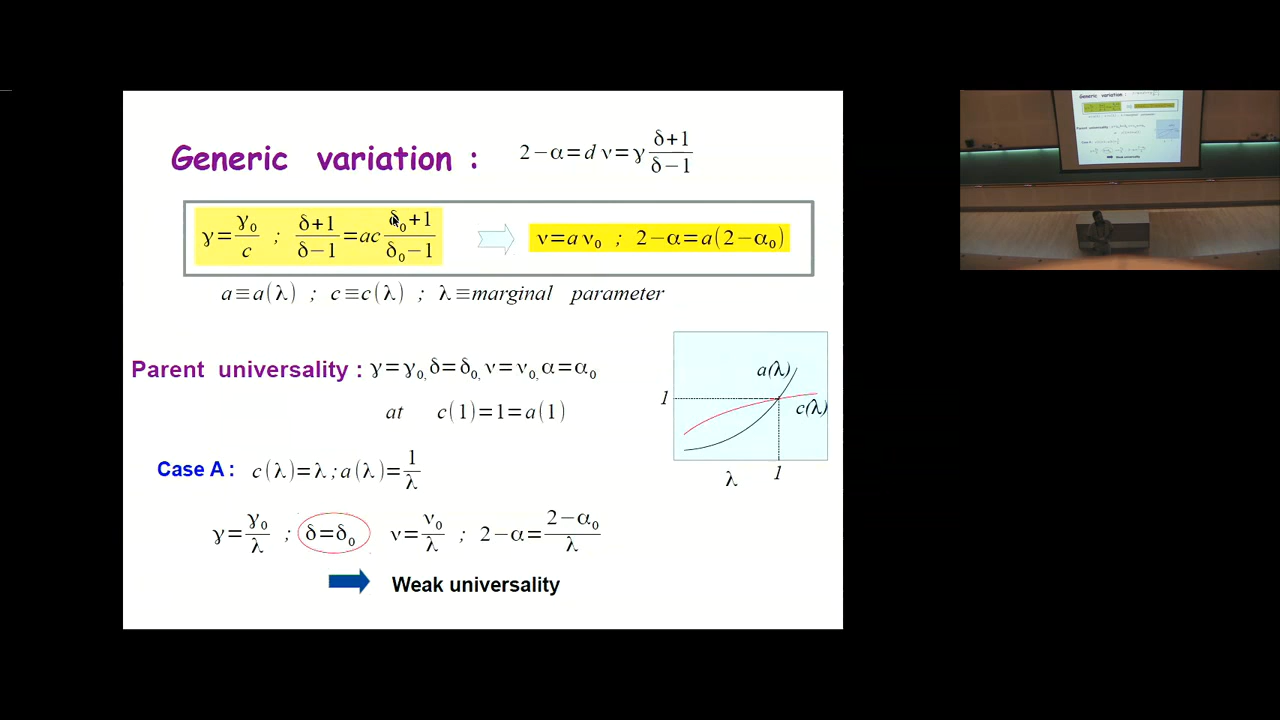 Generic variation : 2−α=d ν=γ (δ+1)/(δ−1)
γ=γ₀/c ; (δ+1)/(δ−1)=ac (δ₀+1)/(δ₀−1) ν=a ν₀ ; 2−α=a(2−α₀)
a≡a(λ) ; c≡c(λ) ; λ≡marginal parameter
Parent universality : γ=γ₀, δ=δ₀, ν=ν₀, α=α₀
at c(1)=1=a(1)
a(λ)
1
c(λ)
λ 1
Case A : c(λ)=λ ; a(λ)=1/λ
γ=γ₀/λ ; δ=δ₀ ν=ν₀/λ ; 2−α=(2−α₀)/λ
Weak universality